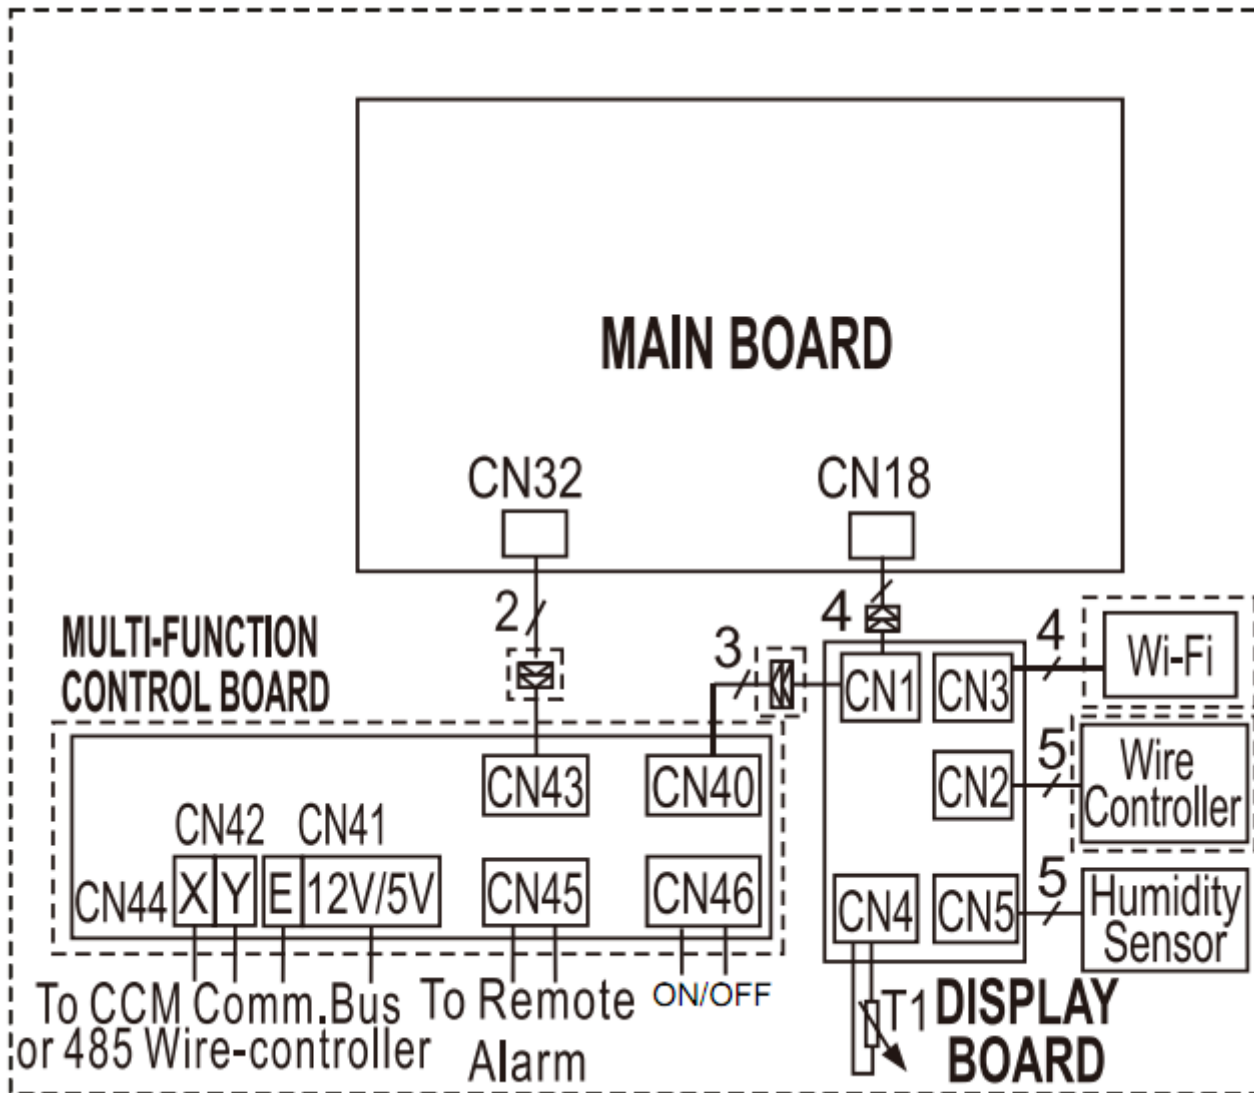 MAIN BOARD
CN32
CN18
2
4
MULTI-FUNCTION
CONTROL BOARD
3
CN1
CN3
4
Wi-Fi
CN43
CN40
CN2
5
Wire
Controller
CN42
CN41
CN44
X
Y
E
12V/5V
CN45
CN46
CN4
CN5
5
Humidity
Sensor
To CCM Comm.Bus
or 485 Wire-controller
To Remote
Alarm
ON/OFF
T1
DISPLAY
BOARD